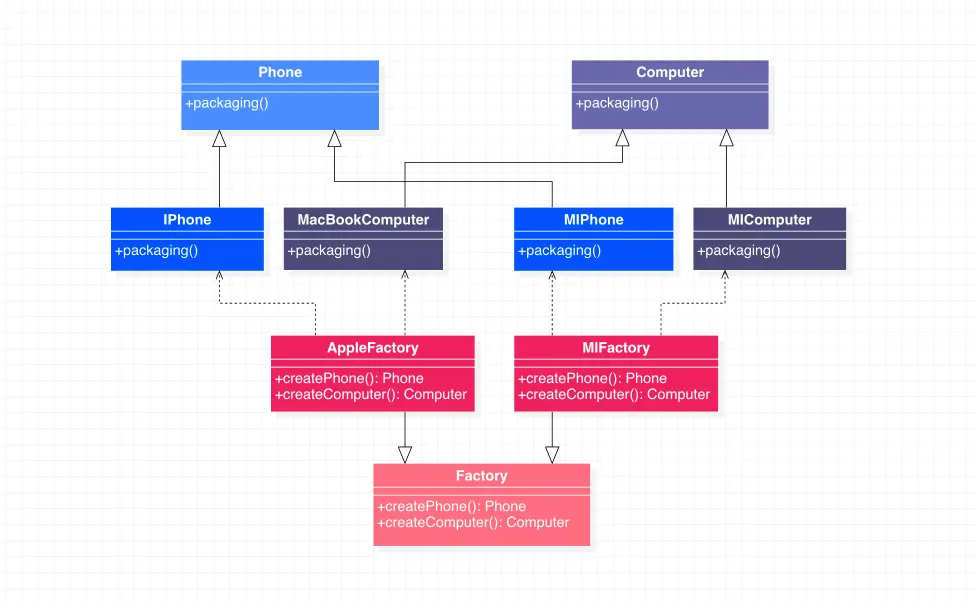 Phone
+packaging()
Computer
+packaging()
IPhone
+packaging()
MacBookComputer
+packaging()
MIPhone
+packaging()
MIComputer
+packaging()
AppleFactory
+createPhone(): Phone
+createComputer(): Computer
MIFactory
+createPhone(): Phone
+createComputer(): Computer
Factory
+createPhone(): Phone
+createComputer(): Computer